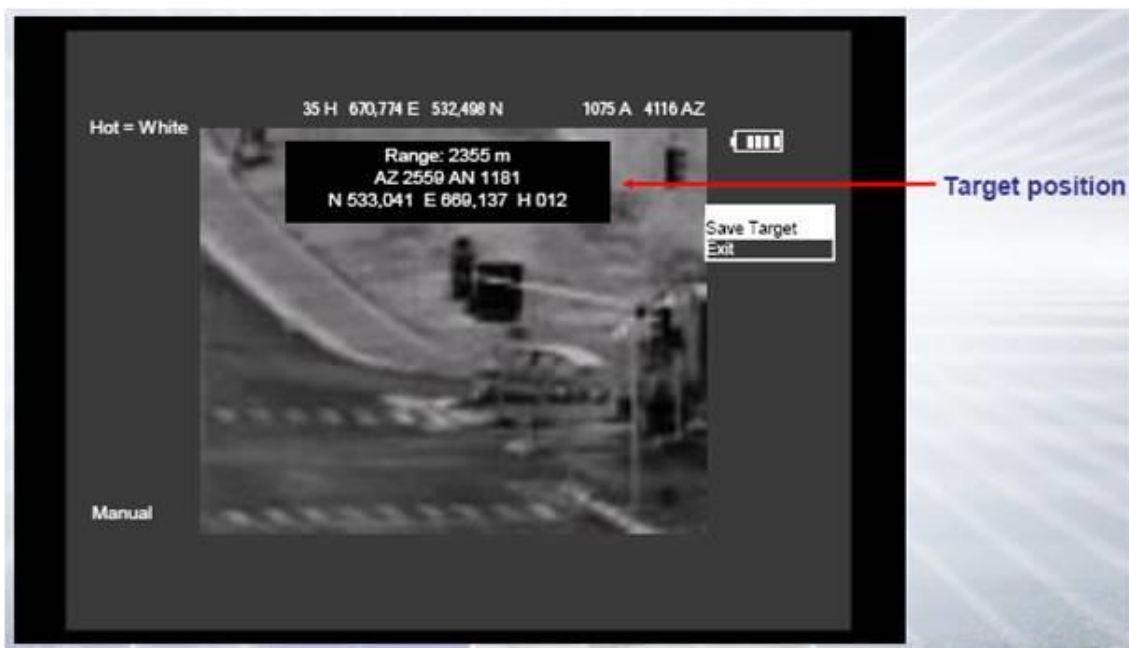 35 H 670,774 E 532,498 N 1075 A 4116 AZ
Hot = White
Range: 2355 m
AZ 2559 AN 1181
N 533,041 E 669,137 H 012
Target position
Save Target
Exit
Manual